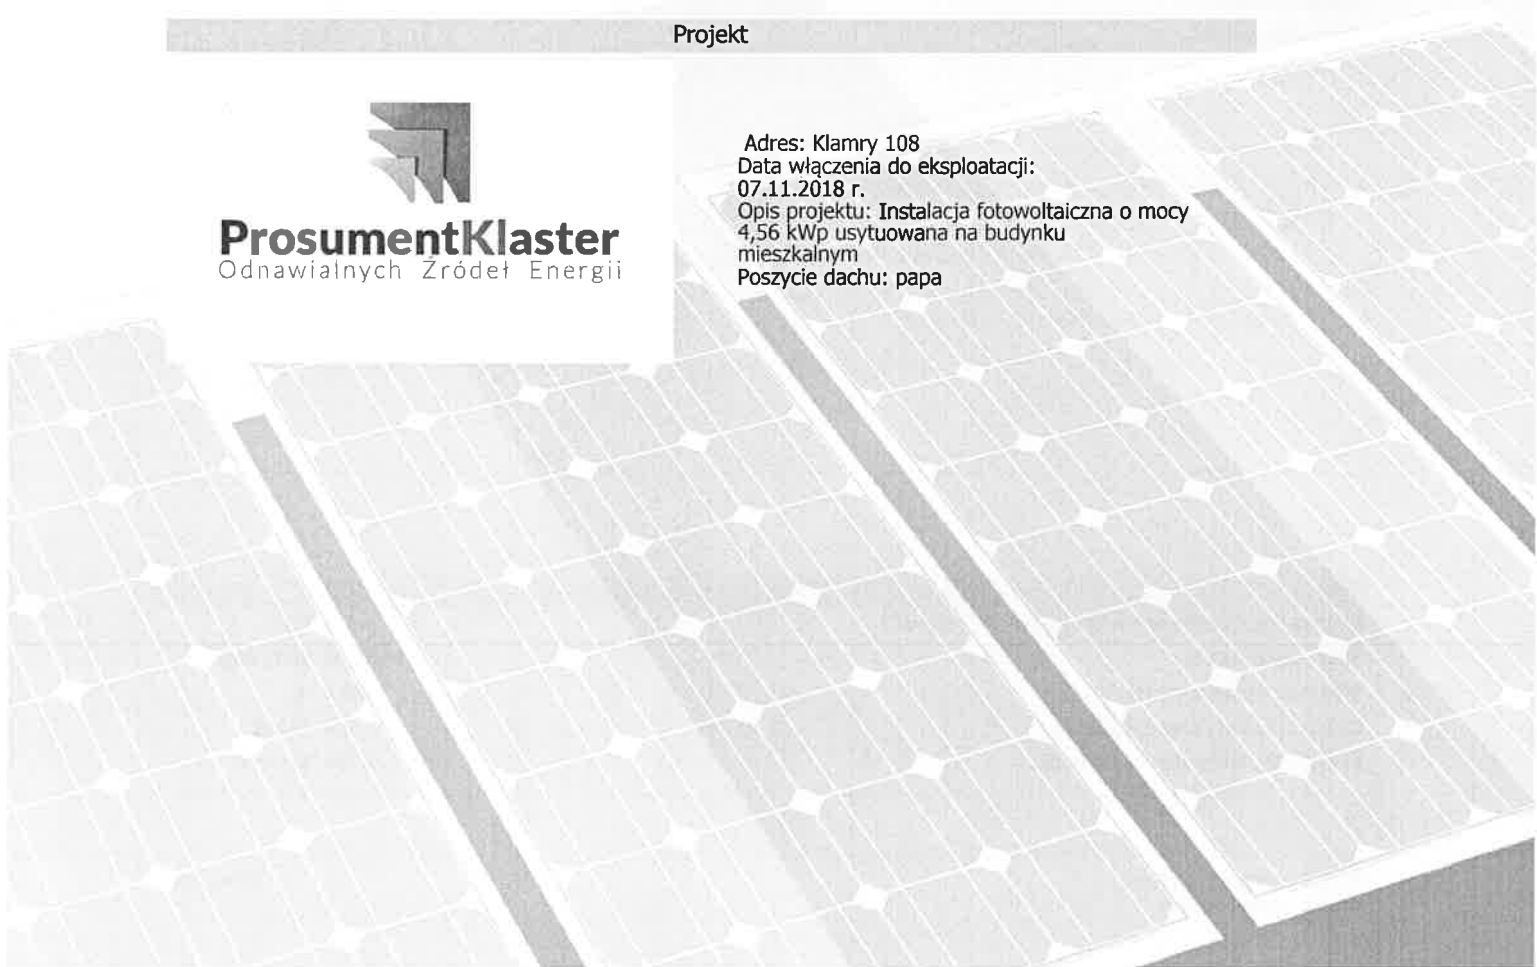 Projekt
ProsumentKlaster
Odnawialnych Źródeł Energii
Adres: Klamry 108
Data włączenia do eksploatacji:
07.11.2018 r.
Opis projektu: Instalacja fotowoltaiczna o mocy
4,56 kWp usytuowana na budynku
mieszkalnym
Poszycie dachu: papa